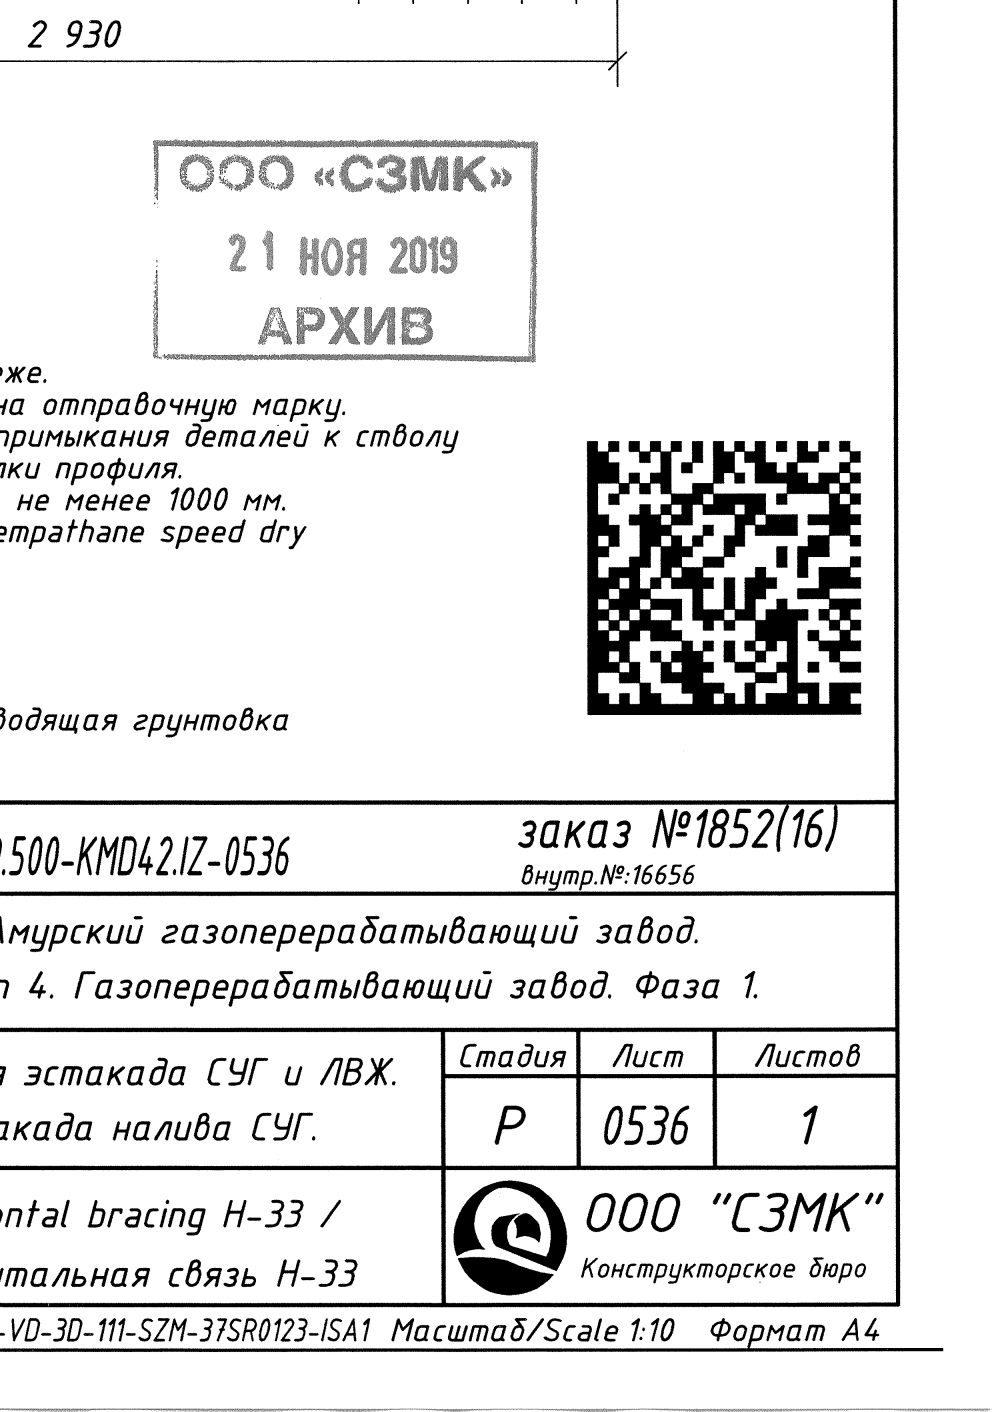 2 930
ООО «СЗМК»
21 НОЯ 2019
АРХИВ
еже.
на отправочную марку.
примыкания деталей к стволу
лки профиля.
не менее 1000 мм.
empathane speed dry
водящая грунтовка
.500-KMD42.IZ-0536
заказ №1852(16)
внутр.№:16656
Амурский газоперерабатывающий завод.
п 4. Газоперерабатывающий завод. Фаза 1.
я эстакада СУГ и ЛВЖ.
акада налива СУГ.
Стадия Лист Листов
Р 0536 1
ontal bracing H-33 /
нтальная связь Н-33
ООО "СЗМК"
Конструкторское бюро
-VD-3D-111-SZM-37SR0123-ISA1 Масштаб/Scale 1:10 Формат А4